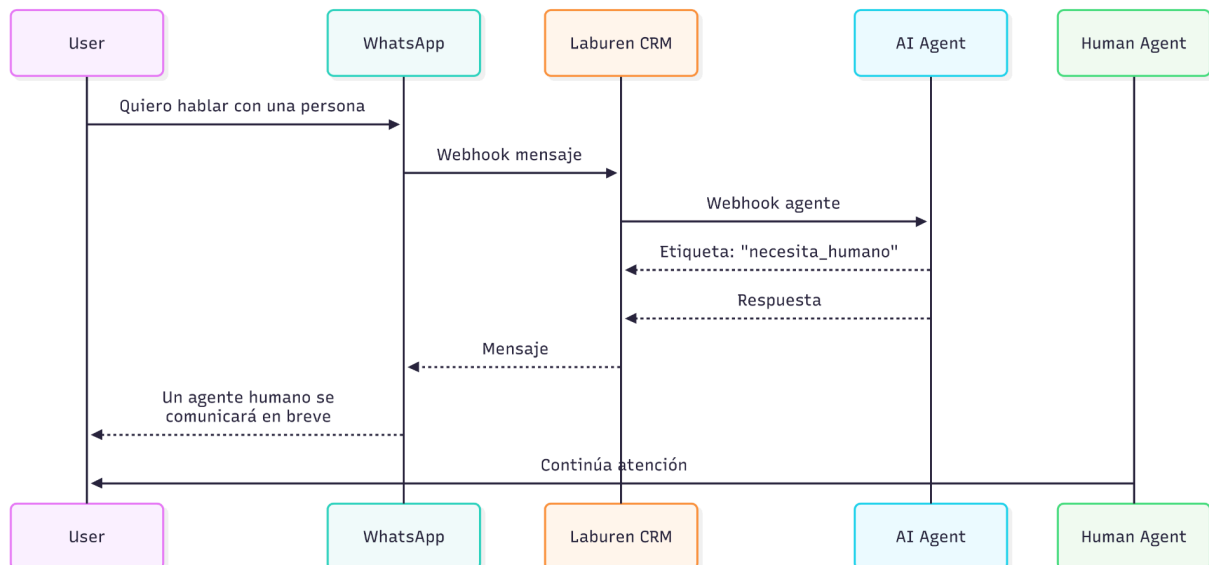 User
WhatsApp
Laburen CRM
AI Agent
Human Agent
Quiero hablar con una persona
Webhook mensaje
Webhook agente
Etiqueta: "necesita_humano"
Respuesta
Mensaje
Un agente humano se
comunicará en breve
Continúa atención
User
WhatsApp
Laburen CRM
AI Agent
Human Agent